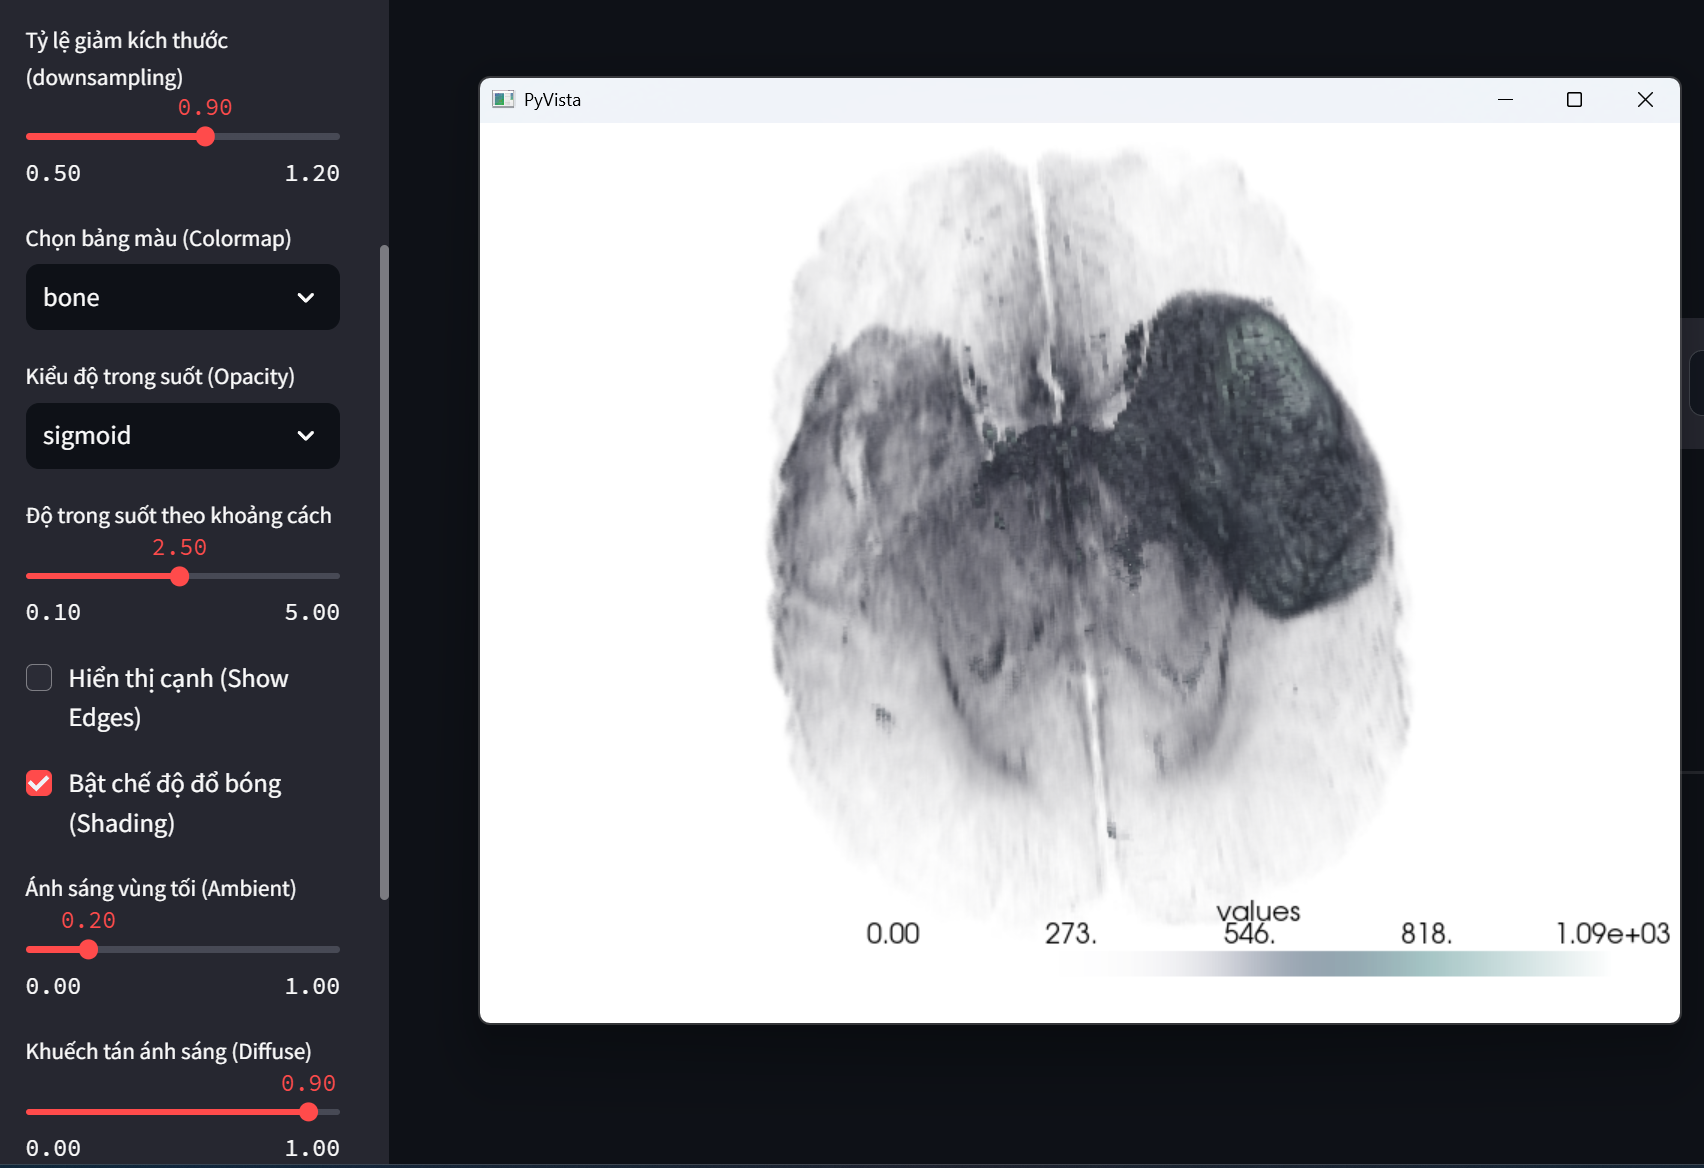 Tỷ lệ giảm kích thước
(downsampling)
0.90
0.50 1.20
Chọn bảng màu (Colormap)
bone
Kiểu độ trong suốt (Opacity)
sigmoid
Độ trong suốt theo khoảng cách
2.50
0.10 5.00
Hiển thị cạnh (Show
Edges)
Bật chế độ đổ bóng
(Shading)
Ánh sáng vùng tối (Ambient)
0.20
0.00 1.00
Khuếch tán ánh sáng (Diffuse)
0.90
0.00 1.00
PyVista
values
0.00 273. 546. 818. 1.09e+03